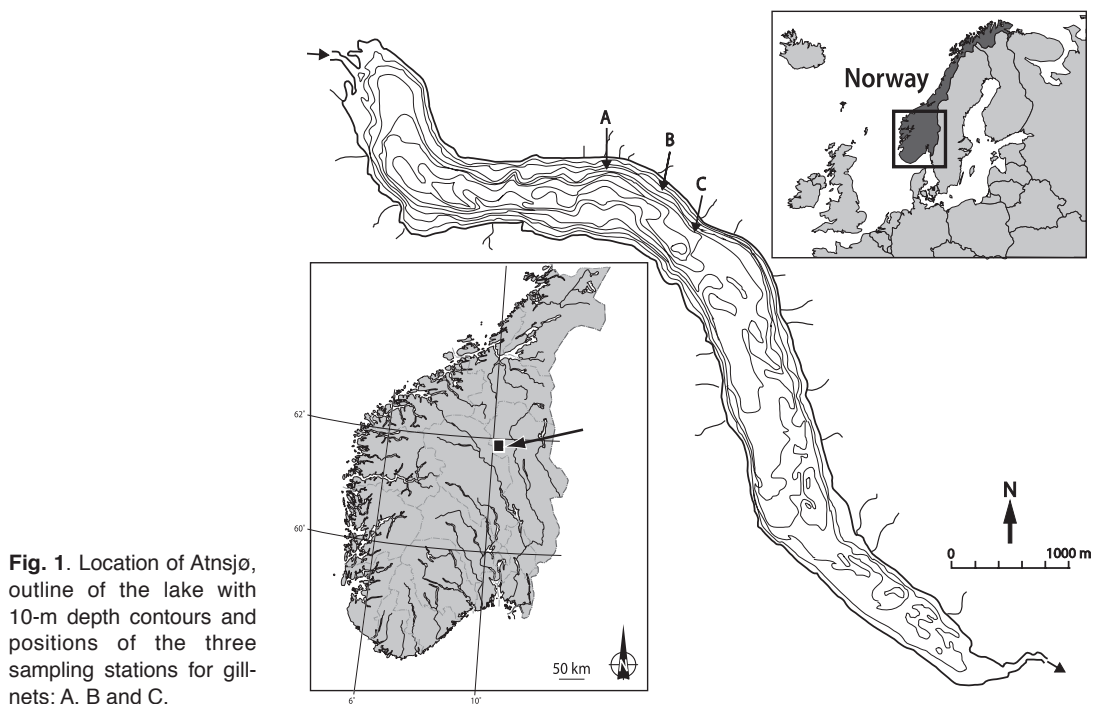 Norway
A
B
C
62°
60°
6°
10°
50 km
N
0 1000 m
Fig. 1. Location of Atnsjø,
outline of the lake with
10-m depth contours and
positions of the three
sampling stations for gill-
nets: A, B and C.